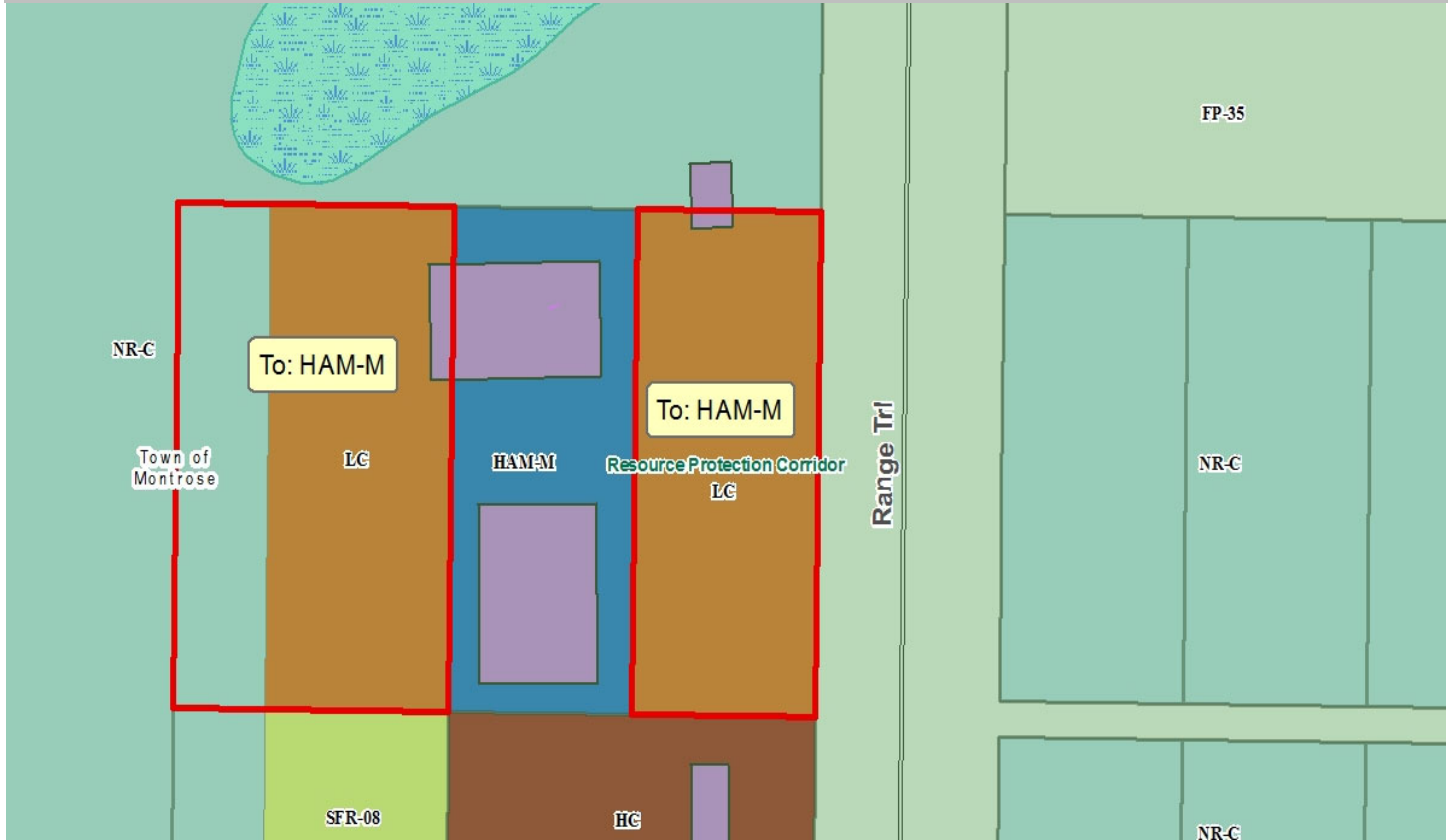 FP-35
NR-C
To: HAM-M
To: HAM-M
Town of
Montrose
LC
HAM-M
Resource Protection Corridor
LC
Range Trl
NR-C
SFR-08
HC
NR-C